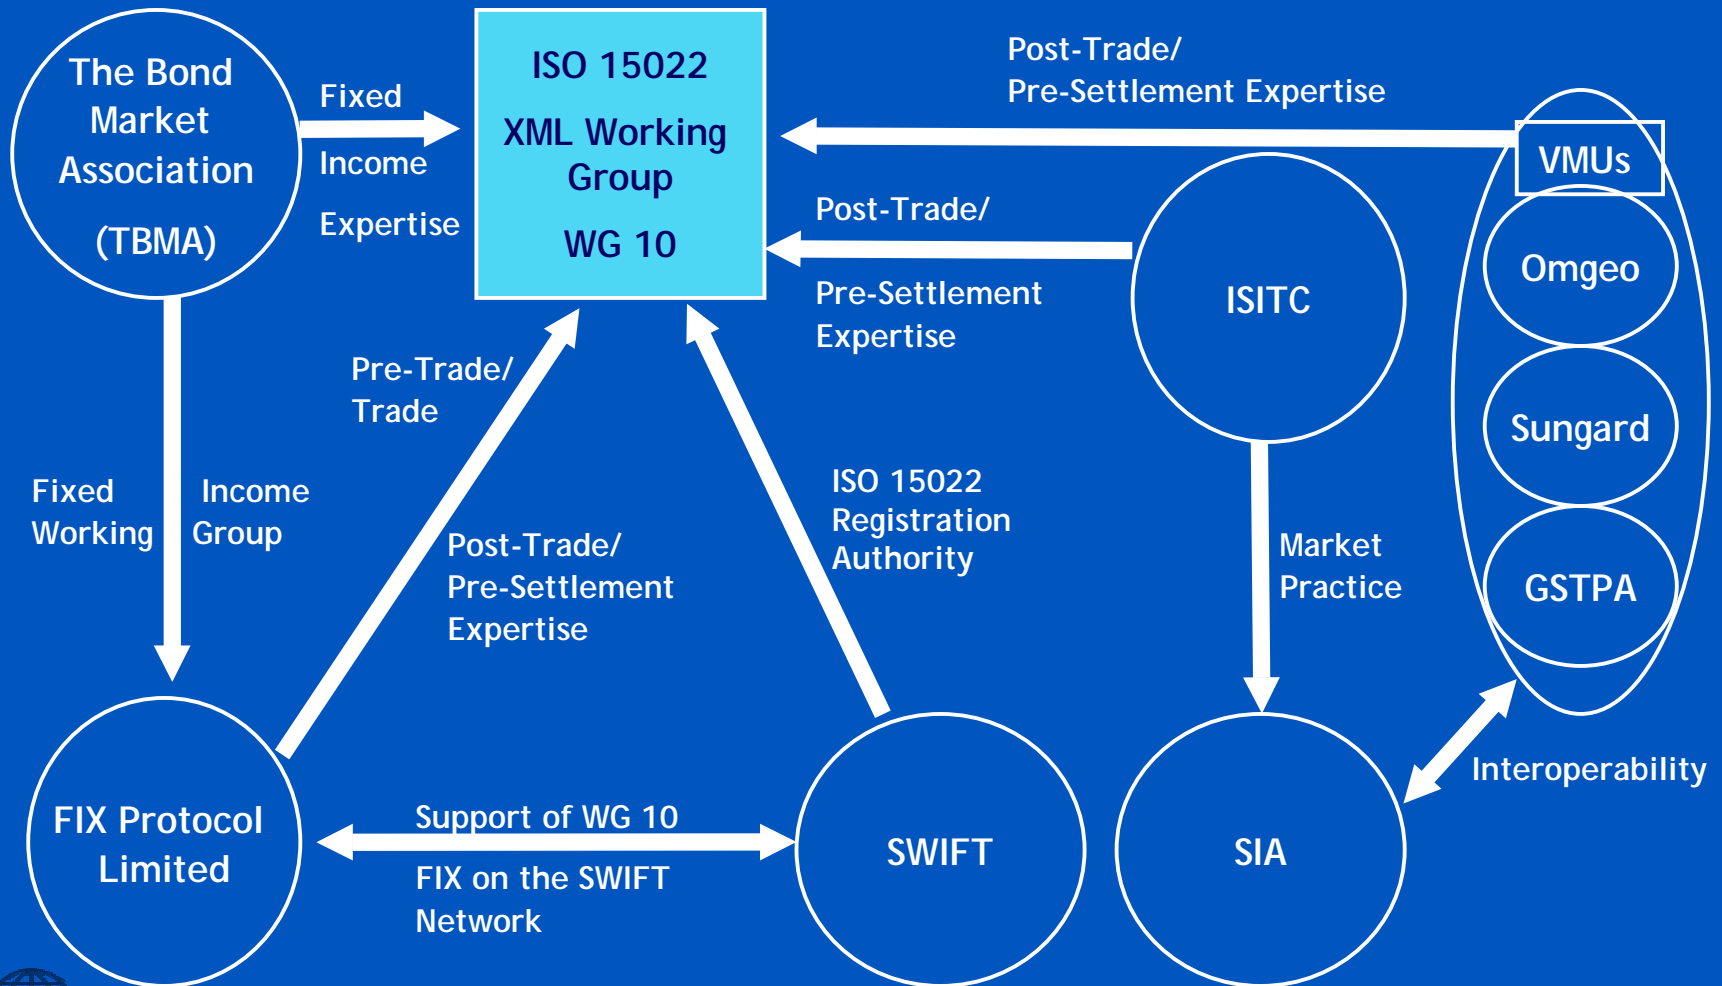 The Bond
Market
Association
(TBMA)
Fixed
Income
Expertise
ISO 15022
XML Working
Group
WG 10
Post-Trade/
Pre-Settlement Expertise
VMUs
Omgeo
Sungard
GSTPA
Post-Trade/
Pre-Settlement
Expertise
ISITC
Pre-Trade/
Trade
Fixed Income
Working Group
Post-Trade/
Pre-Settlement
Expertise
ISO 15022
Registration
Authority
Market
Practice
Interoperability
FIX Protocol
Limited
Support of WG 10
FIX on the SWIFT
Network
SWIFT
SIA